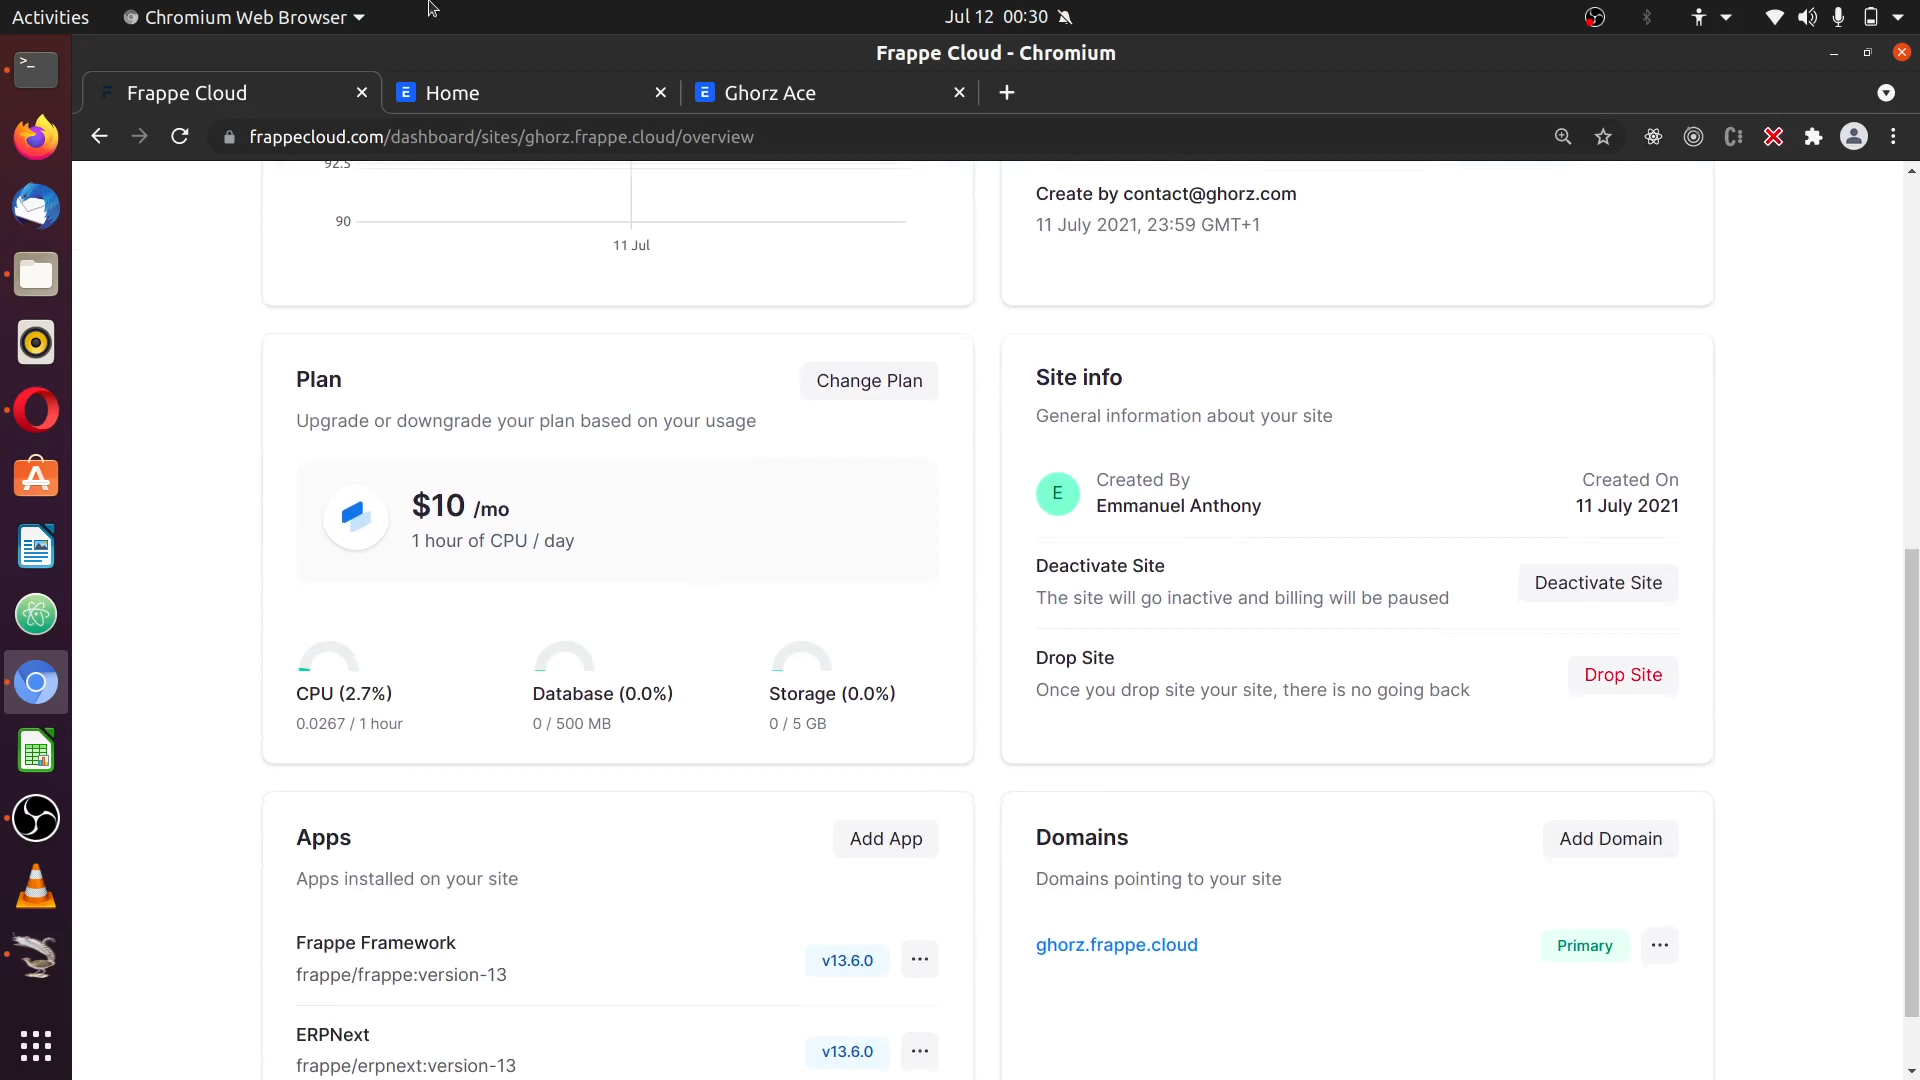 Activities
Chromium Web Browser
Jul 12 00:30
Frappe Cloud - Chromium
Frappe Cloud
E Home
E Ghorz Ace
frappecloud.com/dashboard/sites/ghorz.frappe.cloud/overview
92.5
90
11 Jul
Create by contact@ghorz.com
11 July 2021, 23:59 GMT+1
Plan
Change Plan
Upgrade or downgrade your plan based on your usage
$10 /mo
1 hour of CPU / day
CPU (2.7%)
0.0267 / 1 hour
Database (0.0%)
0 / 500 MB
Storage (0.0%)
0 / 5 GB
Site info
General information about your site
E
Created By
Emmanuel Anthony
Created On
11 July 2021
Deactivate Site
The site will go inactive and billing will be paused
Deactivate Site
Drop Site
Once you drop site your site, there is no going back
Drop Site
Apps
Add App
Apps installed on your site
Frappe Framework
frappe/frappe:version-13
v13.6.0
ERPNext
frappe/erpnext:version-13
v13.6.0
Domains
Add Domain
Domains pointing to your site
ghorz.frappe.cloud
Primary